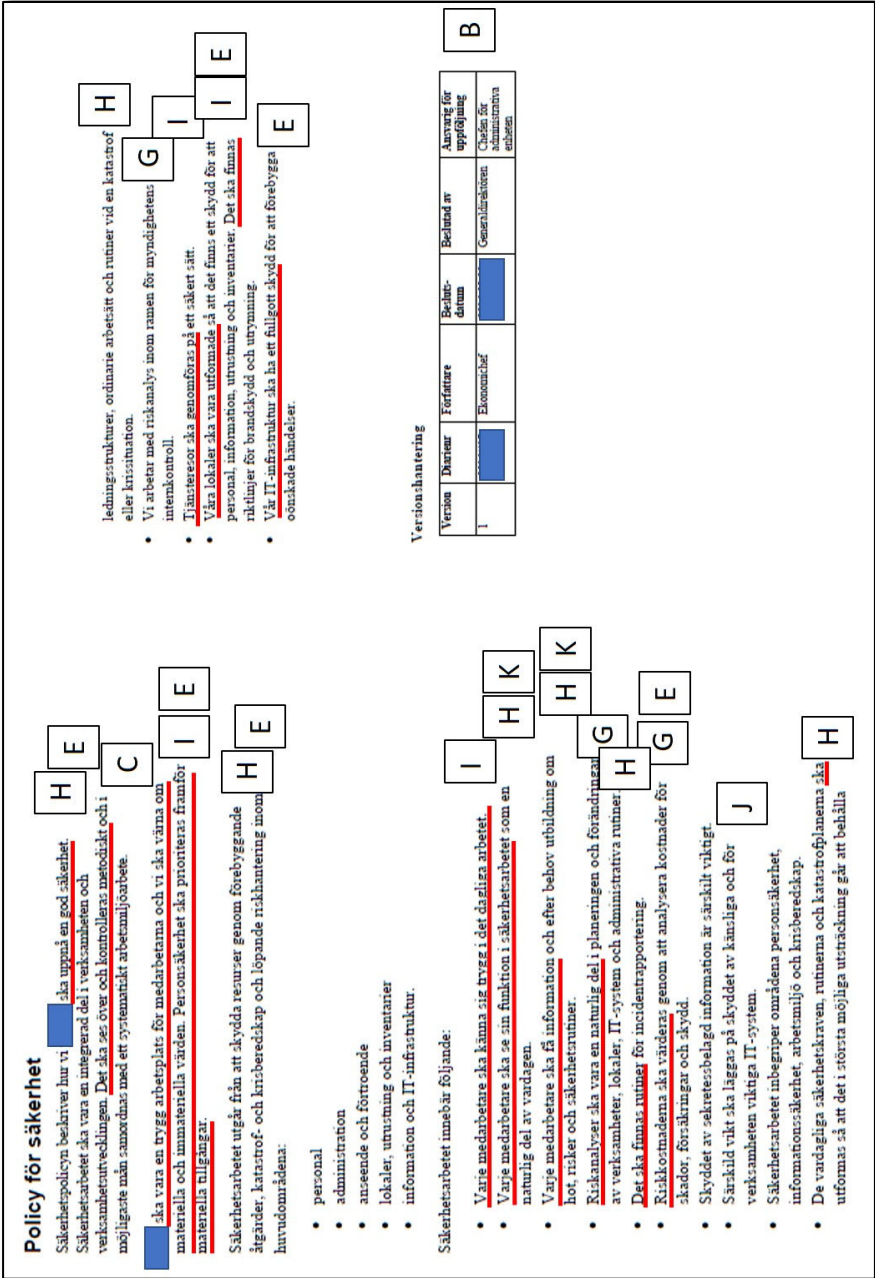 Policy för säkerhet
Säkerhetspolicyn beskriver hur vi ska uppnå en god säkerhet. H E
Säkerhetsarbetet ska vara en integrerad del i verksamheten och
verksamhetsutvecklingen. Det ska ses över och kontrolleras metodiskt och i C
möjligaste mån samordnas med ett systematiskt arbetsmiljöarbete.
ska vara en trygg arbetsplats för medarbetarna och vi ska värna om
materiella och immateriella värden. Personsäkerhet ska prioriteras framför I E
materiella tillgångar.
Säkerhetsarbetet utgår från att skydda resurser genom förebyggande H E
åtgärder, katastrof- och krisberedskap och löpande riskhantering inom
huvudområdena:
• personal
• administration
• anseende och förtroende
• lokaler, utrustning och inventarier
• information och IT-infrastruktur.
Säkerhetsarbetet innebär följande:
• Varje medarbetare ska känna sig trygg i det dagliga arbetet. I
• Varje medarbetare ska se sin funktion i säkerhetsarbetet som en H K
naturlig del av vardagen.
• Varje medarbetare ska få information och efter behov utbildning om H K
hot, risker och säkerhetsrutiner.
• Riskanalyser ska vara en naturlig del i planeringen och förändringar G
av verksamheter, lokaler, IT-system och administrativa rutiner.
• Det ska finnas rutiner för incidentrapportering. H
• Riskkostnaderna ska värderas genom att analysera kostnader för G E
skador, försäkringar och skydd.
• Skyddet av sekretessbelagd information är särskilt viktigt.
• Särskild vikt ska läggas på skyddet av känsliga och för J
verksamheten viktiga IT-system.
• Säkerhetsarbetet inbegriper områdena personsäkerhet,
informationssäkerhet, arbetsmiljö och krisberedskap.
• De vardagliga säkerhetskraven, rutinerna och katastrofplanerna ska H
utformas så att det i största möjliga utsträckning går att behålla
ledningsstrukturer, ordinarie arbetsätt och rutiner vid en katastrof H
eller krissituation.
• Vi arbetar med riskanalys inom ramen för myndighetens G
internkontroll.
• Tjänsteresor ska genomföras på ett säkert sätt. I
• Våra lokaler ska vara utformade så att det finns ett skydd för att I E
personal, information, utrustning och inventarier. Det ska finnas
riktlinjer för brandskydd och utrymning.
• Vår IT-infrastruktur ska ha ett fullgott skydd för att förebygga E
oönskade händelser.
Versionshantering B
Version Diarienr Författare Besluts-datum Beslutad av Ansvarig för uppföljning
1 Ekonomichef Generaldirektören Chefen för administrativa enheten